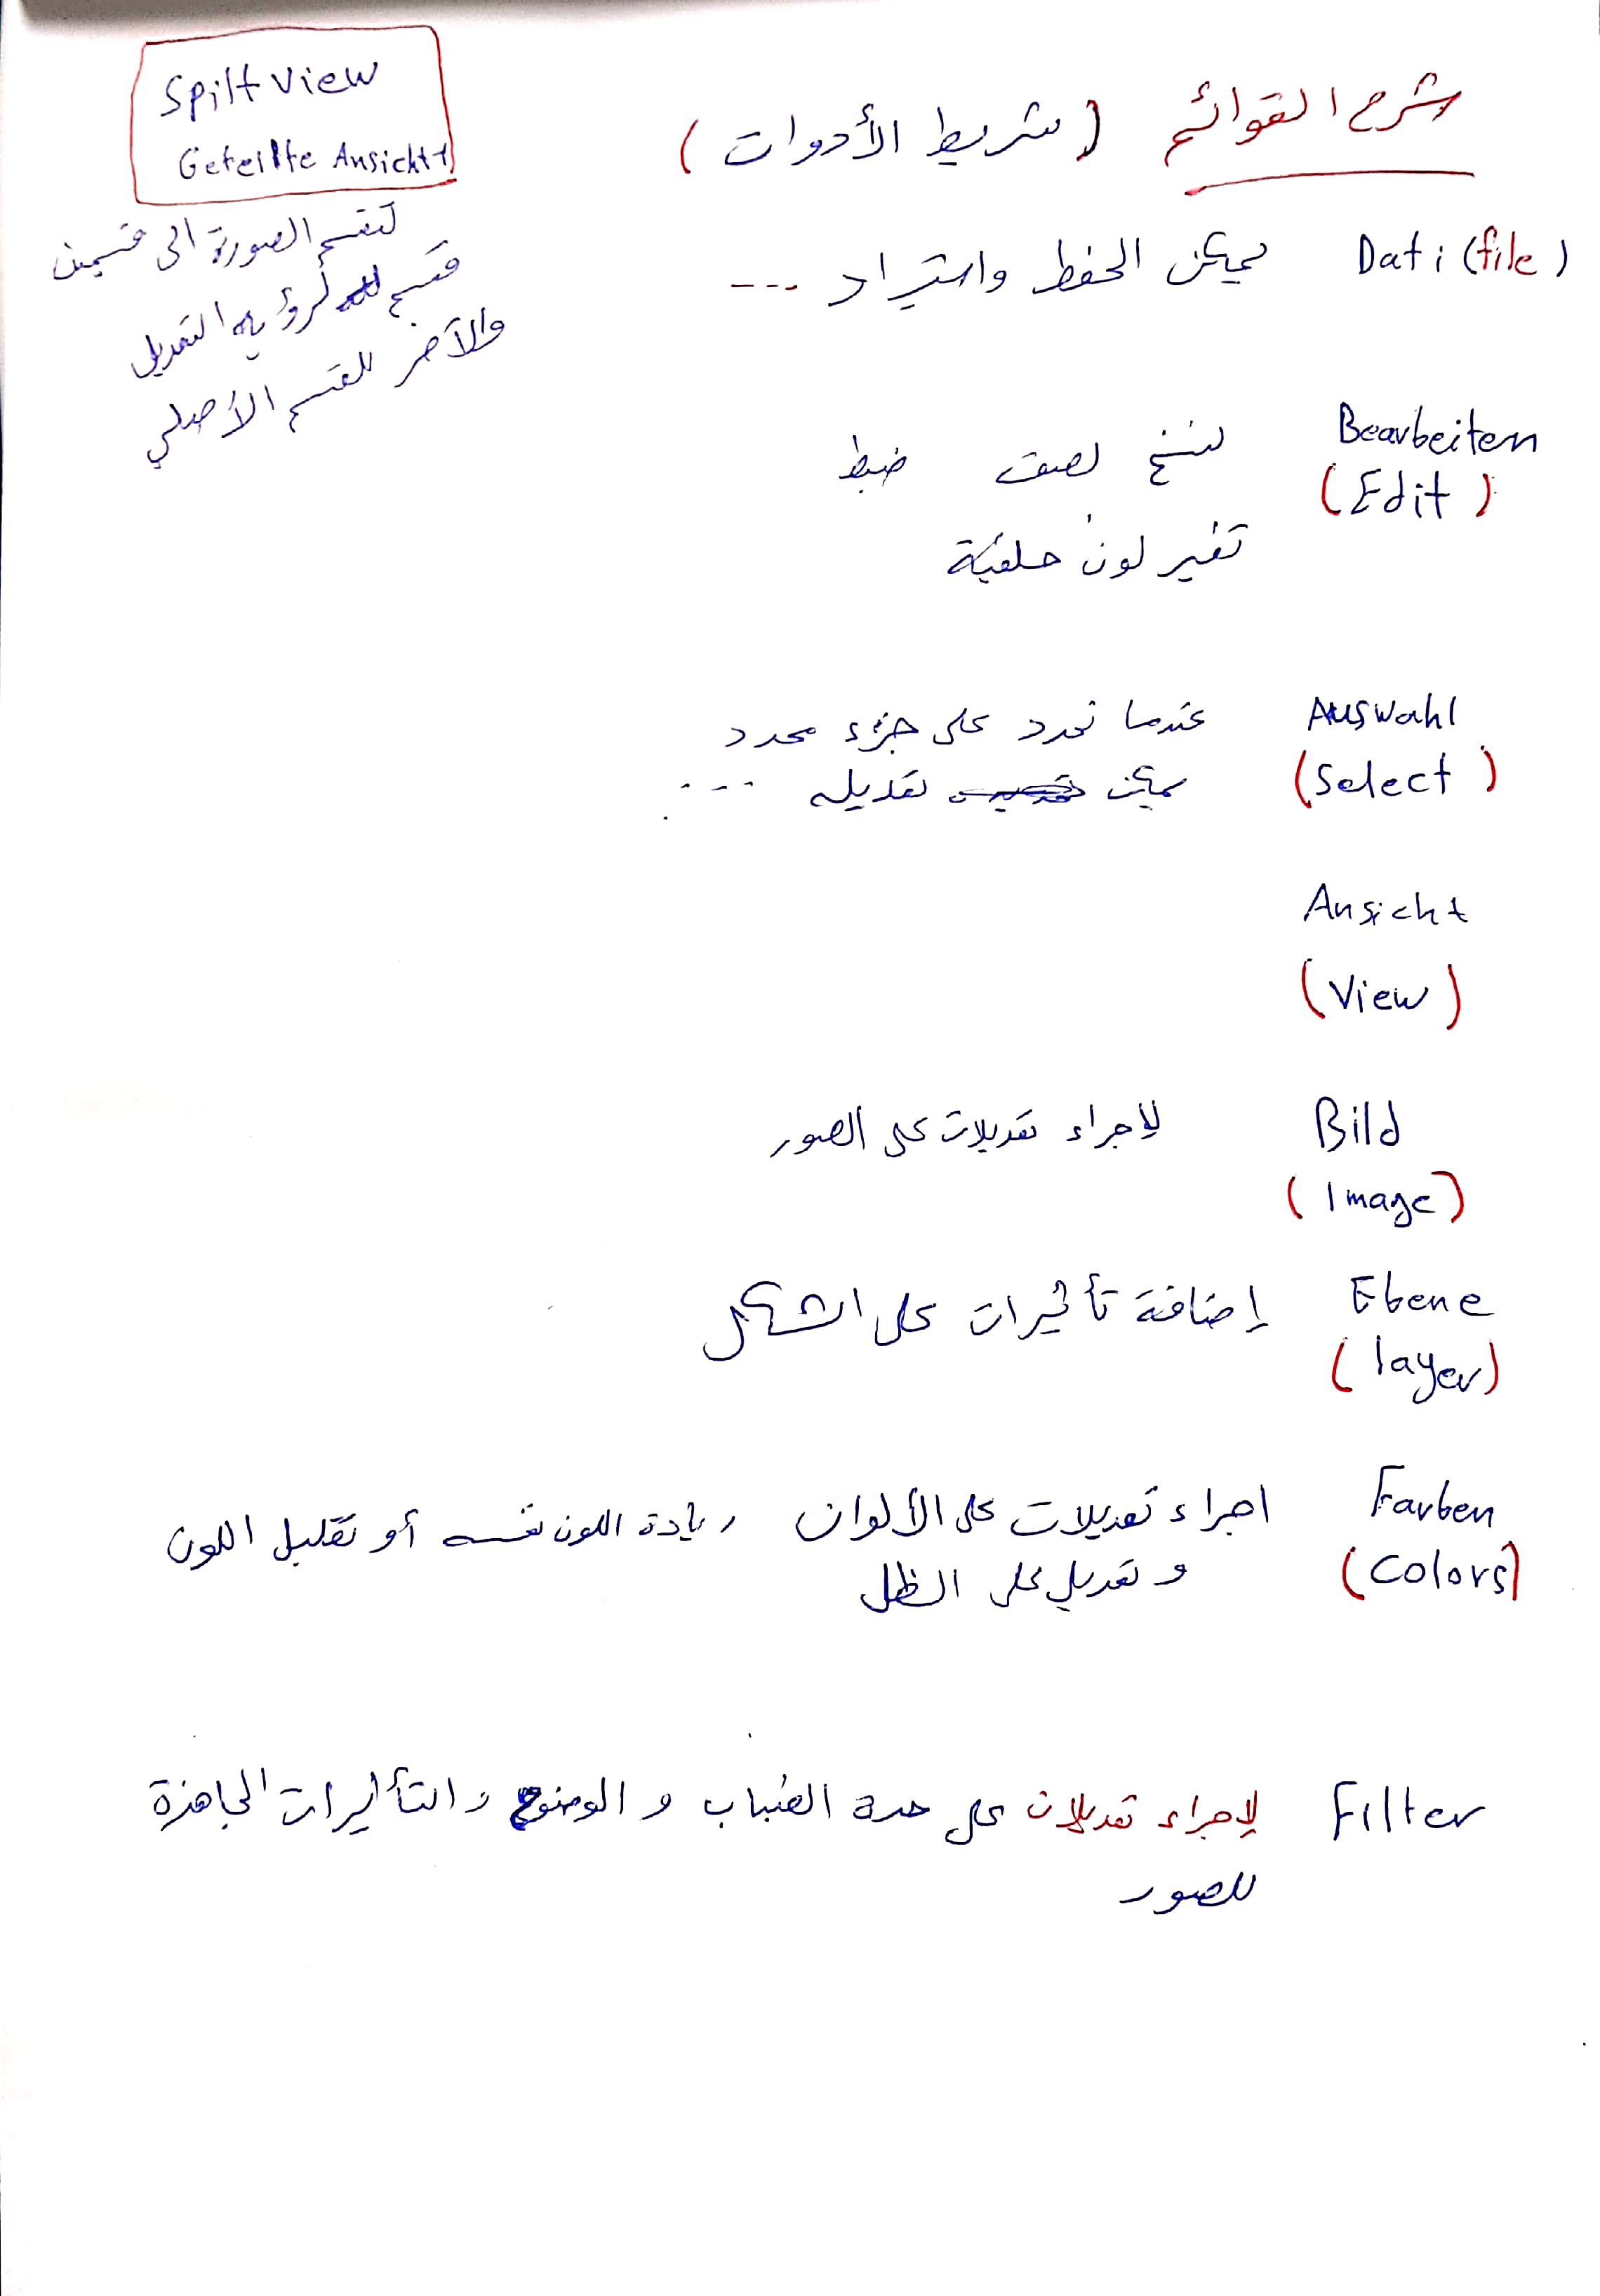 شرح القوائم (شريط الأدوات)
Spilt View
Geteilte Ansicht
لتقسم الصورة الى قسمين
قسم لرؤية التعديل
والآخر للقسم الأصلي
Dati (file) يمكن الحفظ واستيراد ---
Bearbeiten لنسخ لصق ضبط
(Edit)
تغير لون خلفية
Auswahl عندما تحدد على جزء محدد
(Select) يمكن تعديله ...
Ansicht
(View)
Bild لإجراء تعديلات على الصور
(Image)
Ebene إضافة تأثيرات على الشكل
(layer)
Farben اجراء تعديلات على الألوان زيادة اللون نفسه أو تقليل اللون
(Colors) و تعديل على الظل
Filter لإجراء تعديلات على حدة الضباب و الوضوح و التأثيرات الجاهزة
للصور